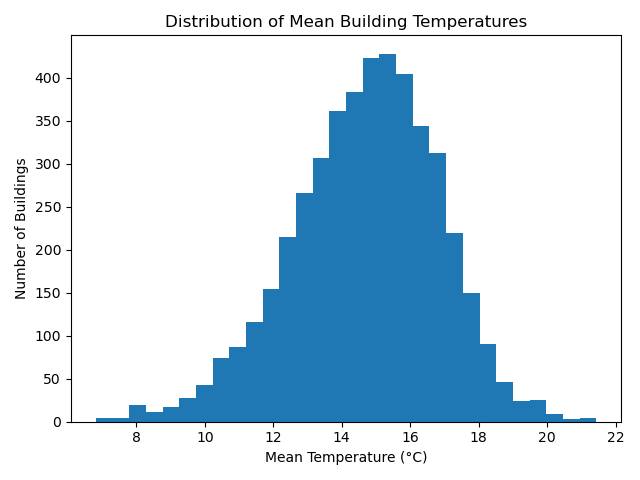 Distribution of Mean Building Temperatures
400
350
300
250
200
150
100
50
0
Number of Buildings
8 10 12 14 16 18 20 22
Mean Temperature (°C)